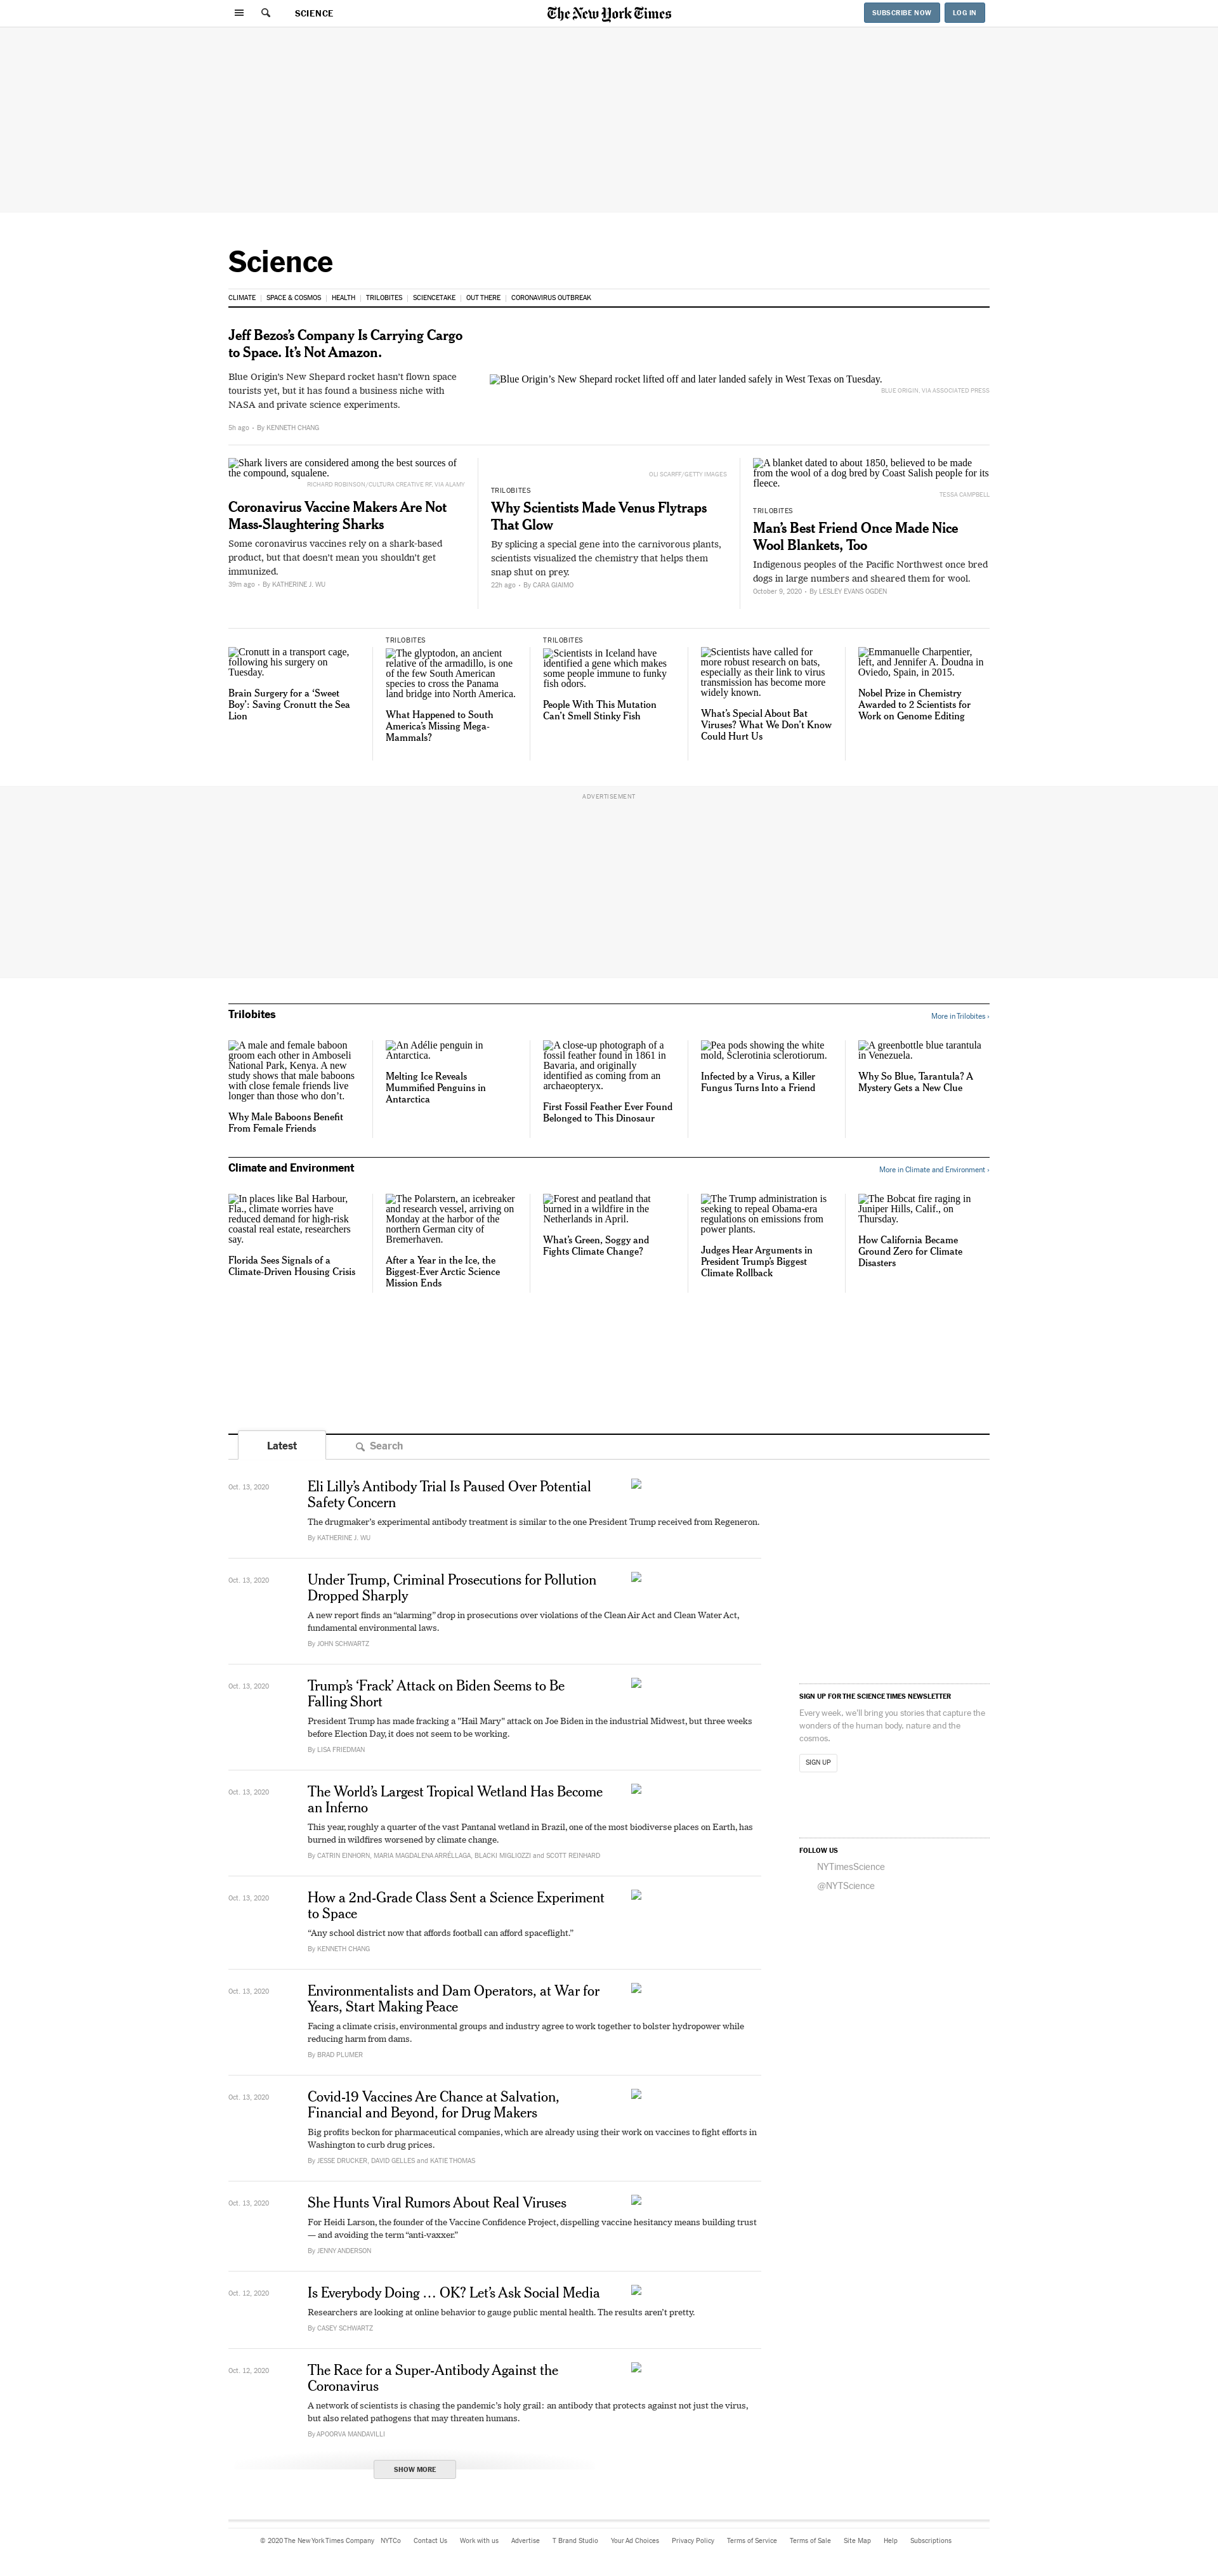 SCIENCE
The New York Times
SUBSCRIBE NOW
LOG IN
Science
CLIMATE | SPACE & COSMOS | HEALTH | TRILOBITES | SCIENCETAKE | OUT THERE | CORONAVIRUS OUTBREAK
Jeff Bezos’s Company Is Carrying Cargo
to Space. It’s Not Amazon.
Blue Origin’s New Shepard rocket hasn’t flown space
tourists yet, but it has found a business niche with
NASA and private science experiments.
5h ago • By KENNETH CHANG
Blue Origin’s New Shepard rocket lifted off and later landed safely in West Texas on Tuesday.
BLUE ORIGIN, VIA ASSOCIATED PRESS
Shark livers are considered among the best sources of
the compound, squalene.
RICHARD ROBINSON/CULTURA CREATIVE RF, VIA ALAMY
Coronavirus Vaccine Makers Are Not
Mass-Slaughtering Sharks
Some coronavirus vaccines rely on a shark-based
product, but that doesn’t mean you shouldn’t get
immunized.
39m ago • By KATHERINE J. WU
OLI SCARFF/GETTY IMAGES
TRILOBITES
Why Scientists Made Venus Flytraps
That Glow
By splicing a special gene into the carnivorous plants,
scientists visualized the chemistry that helps them
snap shut on prey.
22h ago • By CARA GIAIMO
A blanket dated to about 1850, believed to be made
from the wool of a dog bred by Coast Salish people for its
fleece.
TESSA CAMPBELL
TRILOBITES
Man’s Best Friend Once Made Nice
Wool Blankets, Too
Indigenous peoples of the Pacific Northwest once bred
dogs in large numbers and sheared them for wool.
October 9, 2020 • By LESLEY EVANS OGDEN
Cronutt in a transport cage,
following his surgery on
Tuesday.
Brain Surgery for a ‘Sweet
Boy’: Saving Cronutt the Sea
Lion
TRILOBITES
The glyptodon, an ancient
relative of the armadillo, is one
of the few South American
species to cross the Panama
land bridge into North America.
What Happened to South
America’s Missing Mega-
Mammals?
TRILOBITES
Scientists in Iceland have
identified a gene which makes
some people immune to funky
fish odors.
People With This Mutation
Can’t Smell Stinky Fish
Scientists have called for
more robust research on bats,
especially as their link to virus
transmission has become more
widely known.
What’s Special About Bat
Viruses? What We Don’t Know
Could Hurt Us
Emmanuelle Charpentier,
left, and Jennifer A. Doudna in
Oviedo, Spain, in 2015.
Nobel Prize in Chemistry
Awarded to 2 Scientists for
Work on Genome Editing
ADVERTISEMENT
Trilobites
More in Trilobites ›
A male and female baboon
groom each other in Amboseli
National Park, Kenya. A new
study shows that male baboons
with close female friends live
longer than those who don’t.
Why Male Baboons Benefit
From Female Friends
An Adélie penguin in
Antarctica.
Melting Ice Reveals
Mummified Penguins in
Antarctica
A close-up photograph of a
fossil feather found in 1861 in
Bavaria, and originally
identified as coming from an
archaeopteryx.
First Fossil Feather Ever Found
Belonged to This Dinosaur
Pea pods showing the white
mold, Sclerotinia sclerotiorum.
Infected by a Virus, a Killer
Fungus Turns Into a Friend
A greenbottle blue tarantula
in Venezuela.
Why So Blue, Tarantula? A
Mystery Gets a New Clue
Climate and Environment
More in Climate and Environment ›
In places like Bal Harbour,
Fla., climate worries have
reduced demand for high-risk
coastal real estate, researchers
say.
Florida Sees Signals of a
Climate-Driven Housing Crisis
The Polarstern, an icebreaker
and research vessel, arriving on
Monday at the harbor of the
northern German city of
Bremerhaven.
After a Year in the Ice, the
Biggest-Ever Arctic Science
Mission Ends
Forest and peatland that
burned in a wildfire in the
Netherlands in April.
What’s Green, Soggy and
Fights Climate Change?
The Trump administration is
seeking to repeal Obama-era
regulations on emissions from
power plants.
Judges Hear Arguments in
President Trump’s Biggest
Climate Rollback
The Bobcat fire raging in
Juniper Hills, Calif., on
Thursday.
How California Became
Ground Zero for Climate
Disasters
Latest
Search
Oct. 13, 2020
Eli Lilly’s Antibody Trial Is Paused Over Potential
Safety Concern
The drugmaker’s experimental antibody treatment is similar to the one President Trump received from Regeneron.
By KATHERINE J. WU
Oct. 13, 2020
Under Trump, Criminal Prosecutions for Pollution
Dropped Sharply
A new report finds an “alarming” drop in prosecutions over violations of the Clean Air Act and Clean Water Act,
fundamental environmental laws.
By JOHN SCHWARTZ
Oct. 13, 2020
Trump’s ‘Frack’ Attack on Biden Seems to Be
Falling Short
President Trump has made fracking a “Hail Mary” attack on Joe Biden in the industrial Midwest, but three weeks
before Election Day, it does not seem to be working.
By LISA FRIEDMAN
Oct. 13, 2020
The World’s Largest Tropical Wetland Has Become
an Inferno
This year, roughly a quarter of the vast Pantanal wetland in Brazil, one of the most biodiverse places on Earth, has
burned in wildfires worsened by climate change.
By CATRIN EINHORN, MARIA MAGDALENA ARRÉLLAGA, BLACKI MIGLIOZZI and SCOTT REINHARD
Oct. 13, 2020
How a 2nd-Grade Class Sent a Science Experiment
to Space
“Any school district now that affords football can afford spaceflight.”
By KENNETH CHANG
Oct. 13, 2020
Environmentalists and Dam Operators, at War for
Years, Start Making Peace
Facing a climate crisis, environmental groups and industry agree to work together to bolster hydropower while
reducing harm from dams.
By BRAD PLUMER
Oct. 13, 2020
Covid-19 Vaccines Are Chance at Salvation,
Financial and Beyond, for Drug Makers
Big profits beckon for pharmaceutical companies, which are already using their work on vaccines to fight efforts in
Washington to curb drug prices.
By JESSE DRUCKER, DAVID GELLES and KATIE THOMAS
Oct. 13, 2020
She Hunts Viral Rumors About Real Viruses
For Heidi Larson, the founder of the Vaccine Confidence Project, dispelling vaccine hesitancy means building trust
— and avoiding the term “anti-vaxxer.”
By JENNY ANDERSON
Oct. 12, 2020
Is Everybody Doing … OK? Let’s Ask Social Media
Researchers are looking at online behavior to gauge public mental health. The results aren’t pretty.
By CASEY SCHWARTZ
Oct. 12, 2020
The Race for a Super-Antibody Against the
Coronavirus
A network of scientists is chasing the pandemic’s holy grail: an antibody that protects against not just the virus,
but also related pathogens that may threaten humans.
By APOORVA MANDAVILLI
SHOW MORE
SIGN UP FOR THE SCIENCE TIMES NEWSLETTER
Every week, we’ll bring you stories that capture the
wonders of the human body, nature and the
cosmos.
SIGN UP
FOLLOW US
NYTimesScience
@NYTScience
© 2020 The New York Times Company NYTCo Contact Us Work with us Advertise T Brand Studio Your Ad Choices Privacy Policy Terms of Service Terms of Sale Site Map Help Subscriptions